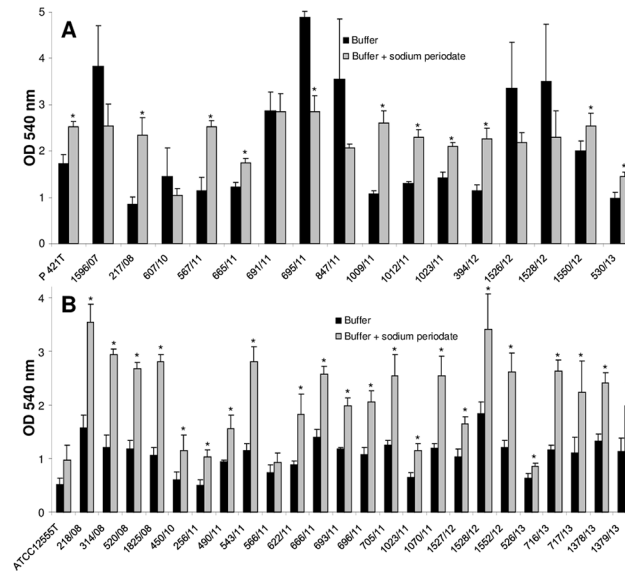 A
5
4
3
2
1
0
OD 540 nm
Buffer
Buffer + sodium periodate
* * * * * * * * * * *
P 421T 1596/07 217/08 607/10 567/11 665/11 691/11 695/11 847/11 1009/11 1012/11 1023/11 394/12 1526/12 1528/12 1550/12 530/13
B
4
3
2
1
0
OD 540 nm
Buffer
Buffer + sodium periodate
* * * * * * * * * * * * * * * * * * * * *
ATCC12555T 218/08 314/08 520/08 1825/08 450/10 256/11 490/11 543/11 566/11 622/11 666/11 693/11 696/11 705/11 1023/11 1070/11 1527/12 1528/12 1552/12 526/13 716/13 717/13 1378/13 1379/13